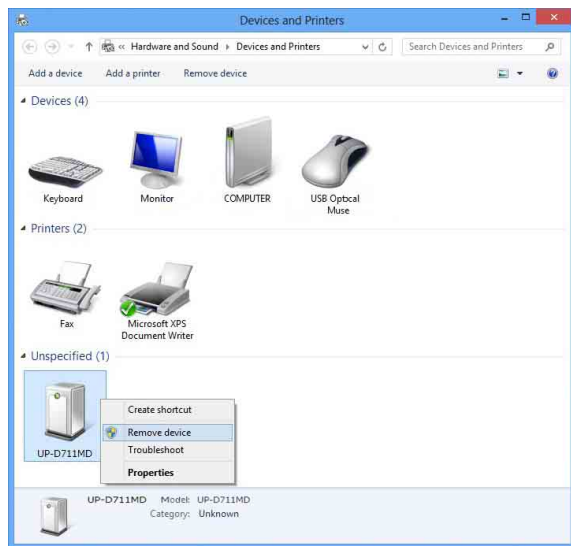 Devices and Printers
« Hardware and Sound ▸ Devices and Printers
Search Devices and Printers
Add a device Add a printer Remove device
Devices (4)
Keyboard
Monitor
COMPUTER
USB Optcal
Muse
Printers (2)
Fax
Microsoft XPS
Document Writer
Unspecified (1)
UP-D711MD
Create shortcut
Remove device
Troubleshoot
Properties
UP-D711MD Model: UP-D711MD
Category: Unknown